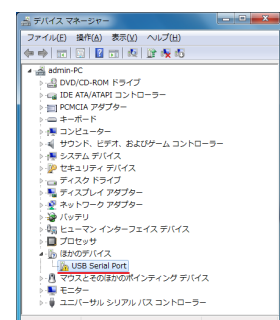 デバイス マネージャー
ファイル(F) 操作(A) 表示(V) ヘルプ(H)
admin-PC
DVD/CD-ROM ドライブ
IDE ATA/ATAPI コントローラー
PCMCIA アダプター
キーボード
コンピューター
サウンド、ビデオ、およびゲーム コントローラー
システム デバイス
セキュリティ デバイス
ディスク ドライブ
ディスプレイ アダプター
ネットワーク アダプター
バッテリ
ヒューマン インターフェイス デバイス
プロセッサ
ほかのデバイス
USB Serial Port
マウスとそのほかのポインティング デバイス
モニター
ユニバーサル シリアル バス コントローラー